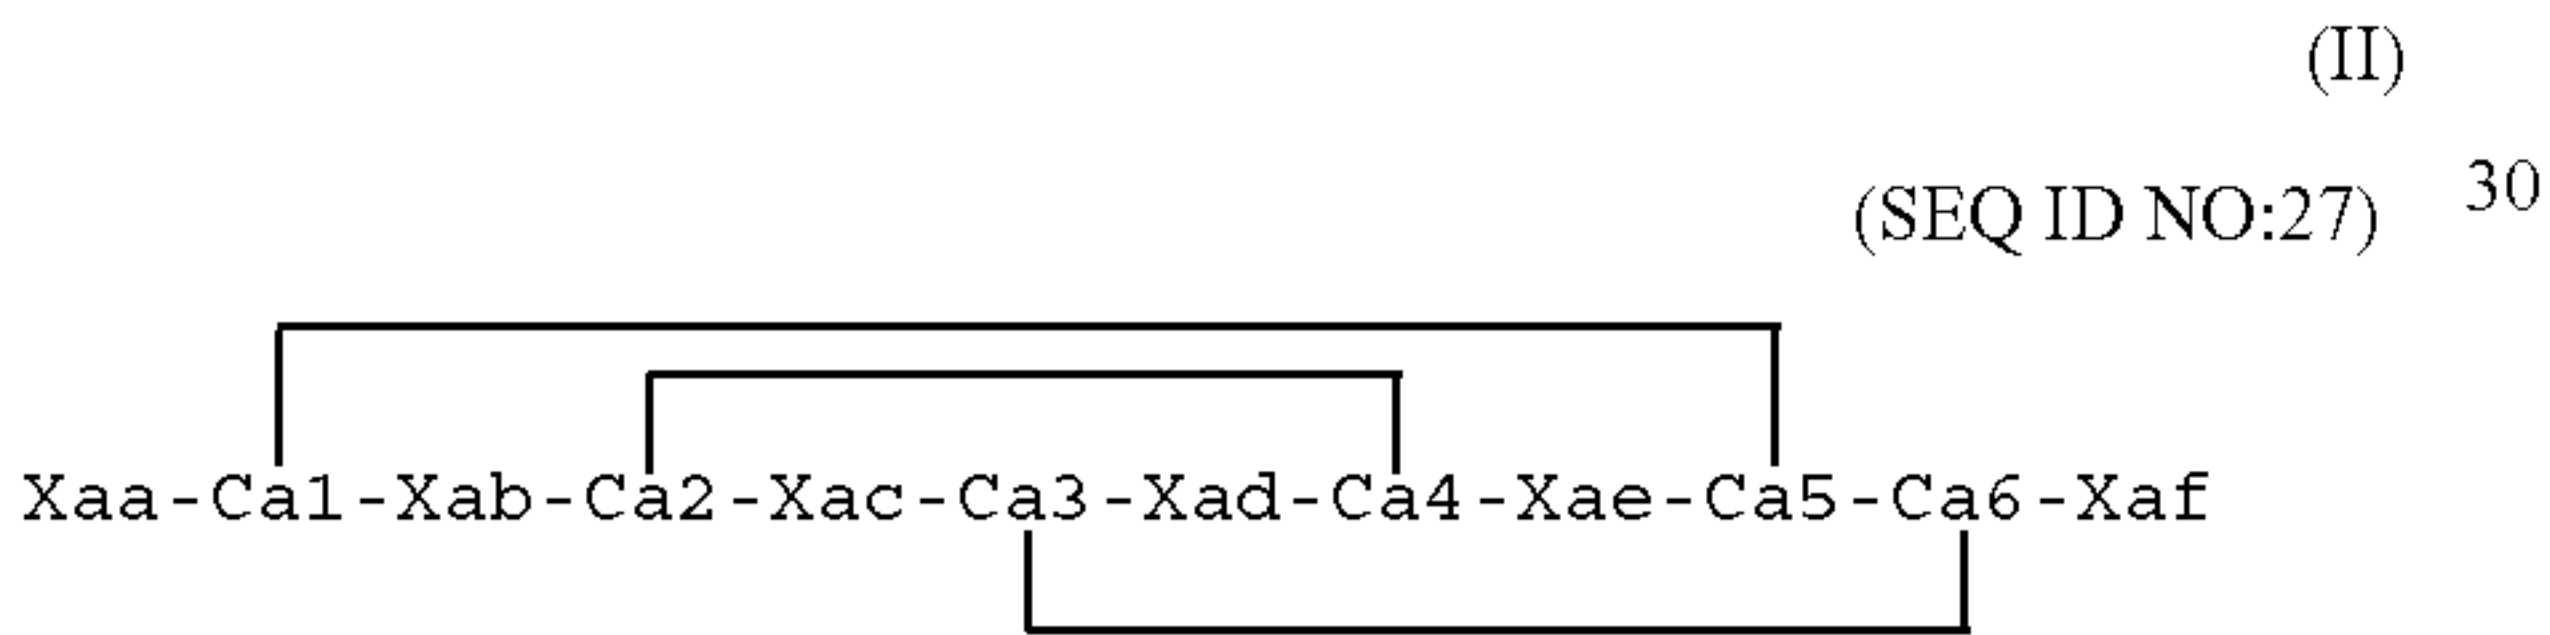 (II)
(SEQ ID NO:27) 30
Xaa-Ca1-Xab-Ca2-Xac-Ca3-Xad-Ca4-Xae-Ca5-Ca6-Xaf